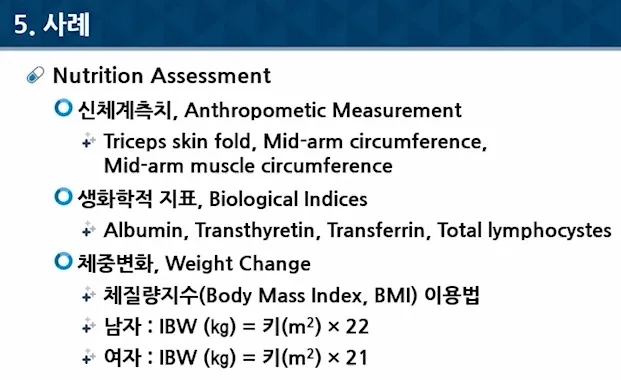 5. 사례
Nutrition Assessment
신체계측치, Anthropometic Measurement
Triceps skin fold, Mid-arm circumference,
Mid-arm muscle circumference
생화학적 지표, Biological Indices
Albumin, Transthyretin, Transferrin, Total lymphocystes
체중변화, Weight Change
체질량지수(Body Mass Index, BMI) 이용법
남자 : IBW (㎏) = 키(m²) × 22
여자 : IBW (㎏) = 키(m²) × 21